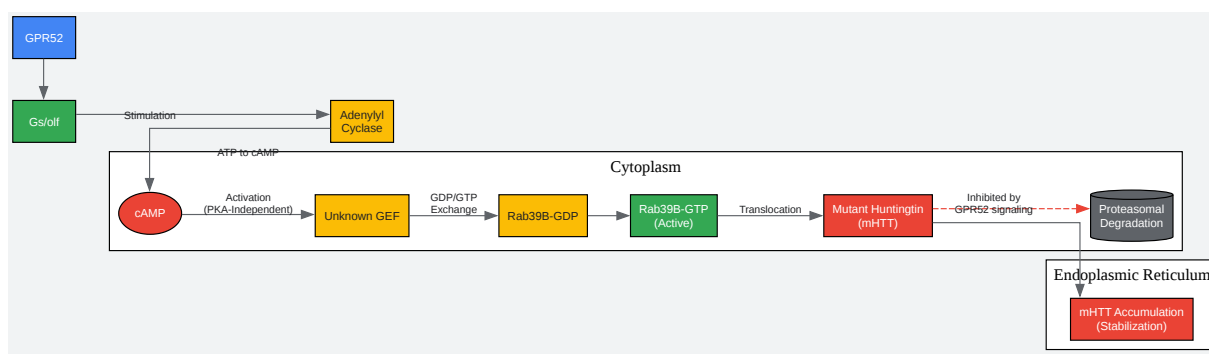 GPR52
Gs/olf
Stimulation
Adenylyl
Cyclase
ATP to cAMP
Cytoplasm
cAMP
Activation
(PKA-Independent)
Unknown GEF
GDP/GTP
Exchange
Rab39B-GDP
Rab39B-GTP
(Active)
Translocation
Mutant Huntingtin
(mHTT)
Inhibited by
GPR52 signaling
Proteasomal
Degradation
Endoplasmic Reticulum
mHTT Accumulation
(Stabilization)